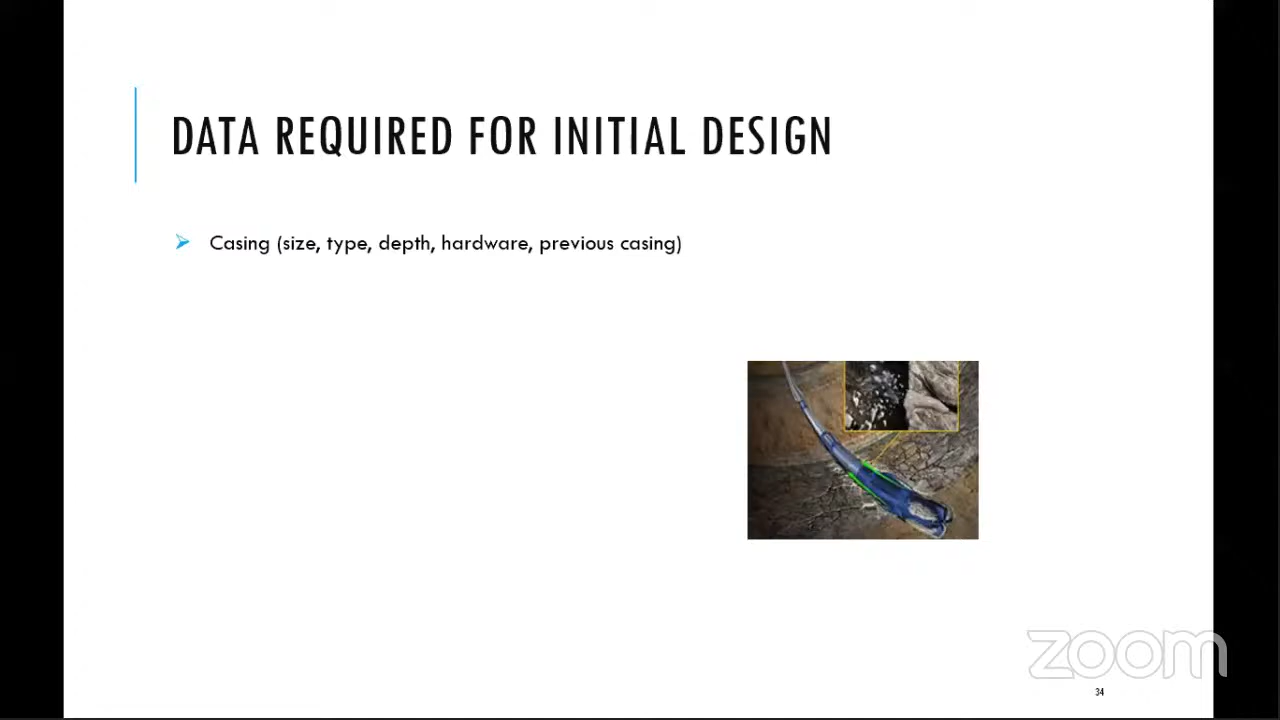 DATA REQUIRED FOR INITIAL DESIGN
Casing (size, type, depth, hardware, previous casing)
zoom
34